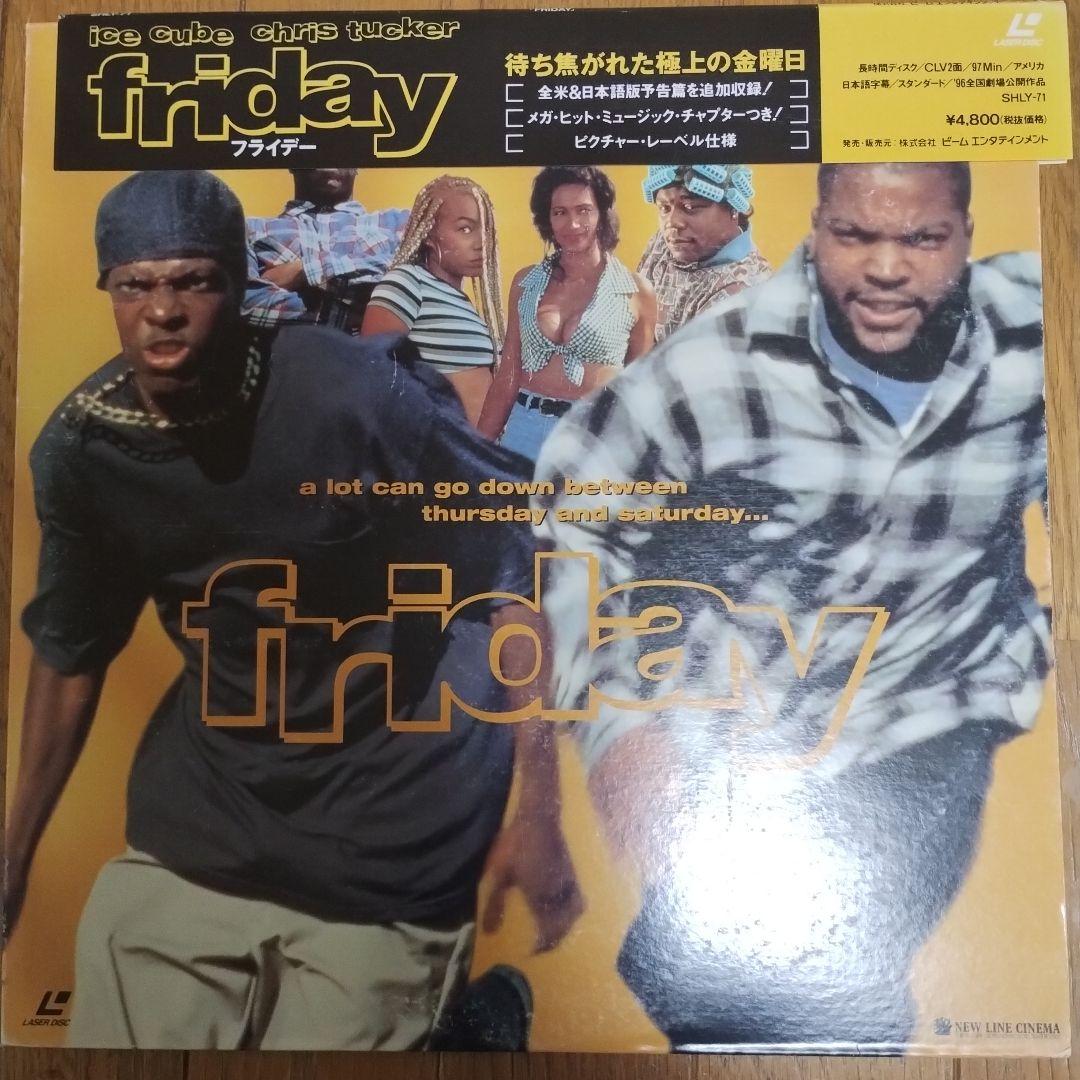 FRIDAY.
ice cube chris tucker
friday
フライデー
待ち焦がれた極上の金曜日
全米&日本語版予告篇を追加収録!
メガ・ヒット・ミュージック・チャプターつき!
ピクチャー・レーベル仕様
LASER DISC
長時間ディスク/CLV2面/97Min/アメリカ
日本語字幕/スタンダード/'96全国劇場公開作品
SHLY-71
¥4,800(税抜価格)
発売・販売元:株式会社 ビーム エンタテインメント
a lot can go down between
thursday and saturday...
friday
LASER DISC
NEW LINE CINEMA